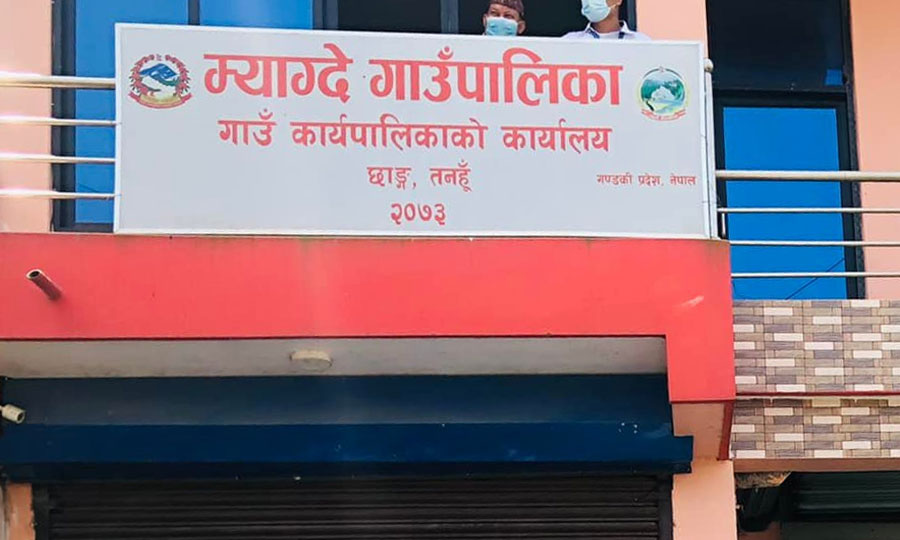 म्याग्दे गाउँपालिका
गाउँ कार्यपालिकाको कार्यालय
छाङ्ग, तनहूँ
गण्डकी प्रदेश, नेपाल
२०७३